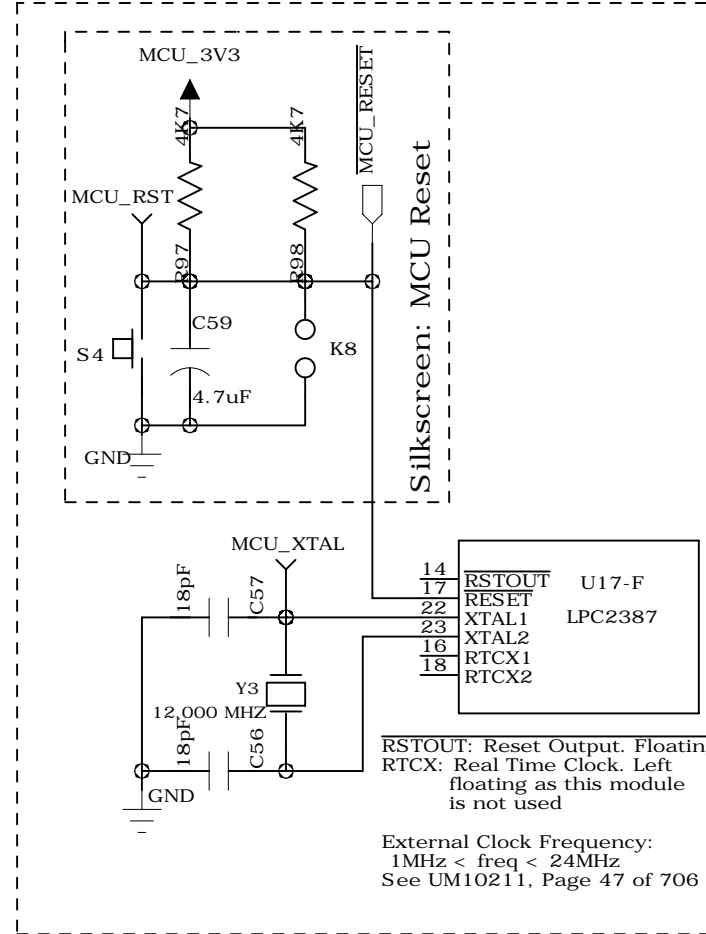 MCU_3V3
MCU_RESET
4K7
4K7
MCU_RST
R97
R98
C59
S4
K8
4.7uF
GND
Silkscreen: MCU Reset
MCU_XTAL
18pF
C57
14
RSTOUT
U17-F
17
RESET
LPC2387
22
XTAL1
23
XTAL2
16
RTCX1
18
RTCX2
Y3
12.000 MHZ
18pF
C56
GND
RSTOUT: Reset Output. Floatin
RTCX: Real Time Clock. Left
floating as this module
is not used
External Clock Frequency:
1MHz < freq < 24MHz
See UM10211, Page 47 of 706